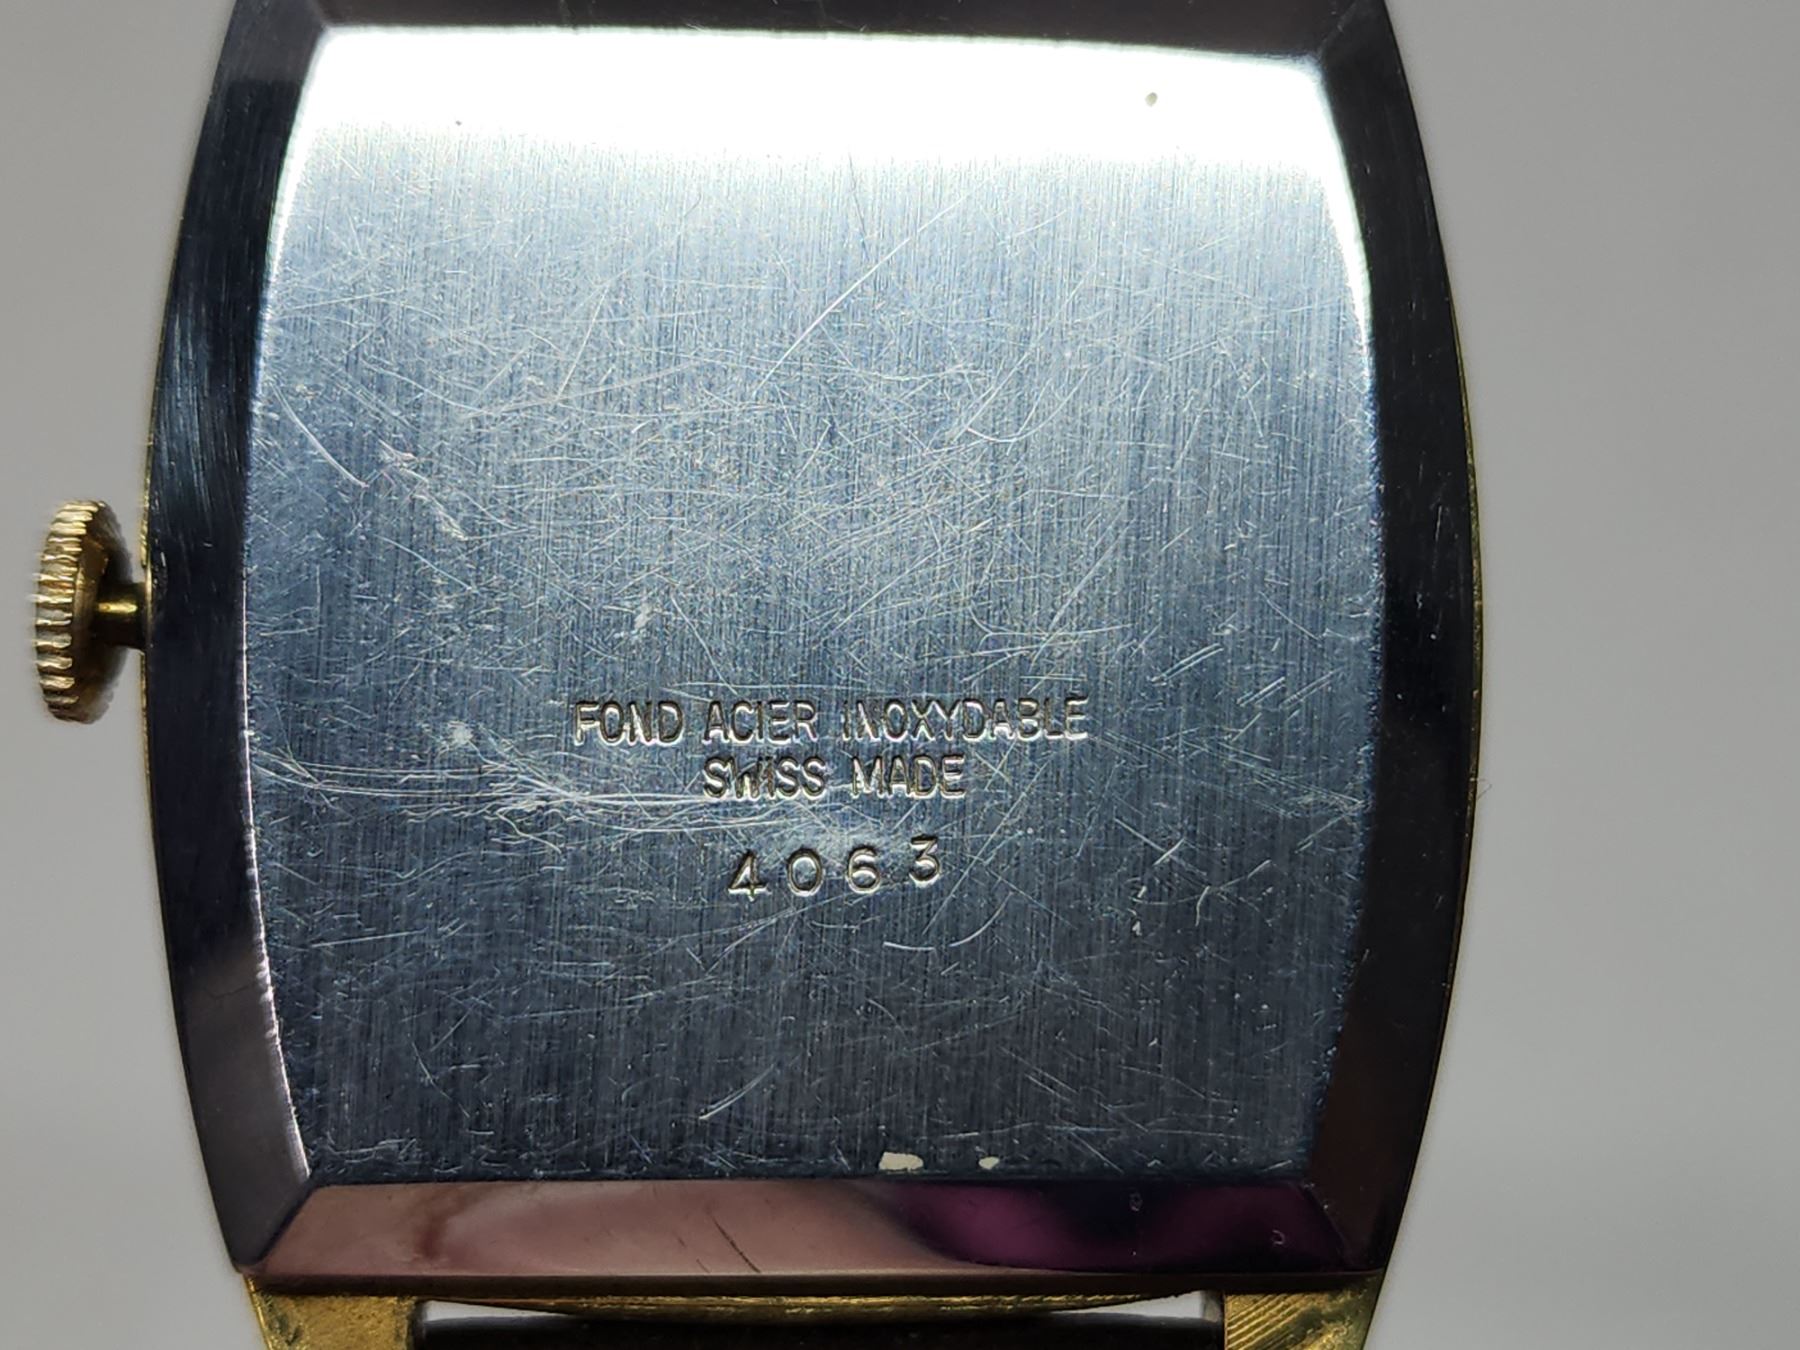 FOND ACIER INOXYDABLE
SWISS MADE
4063